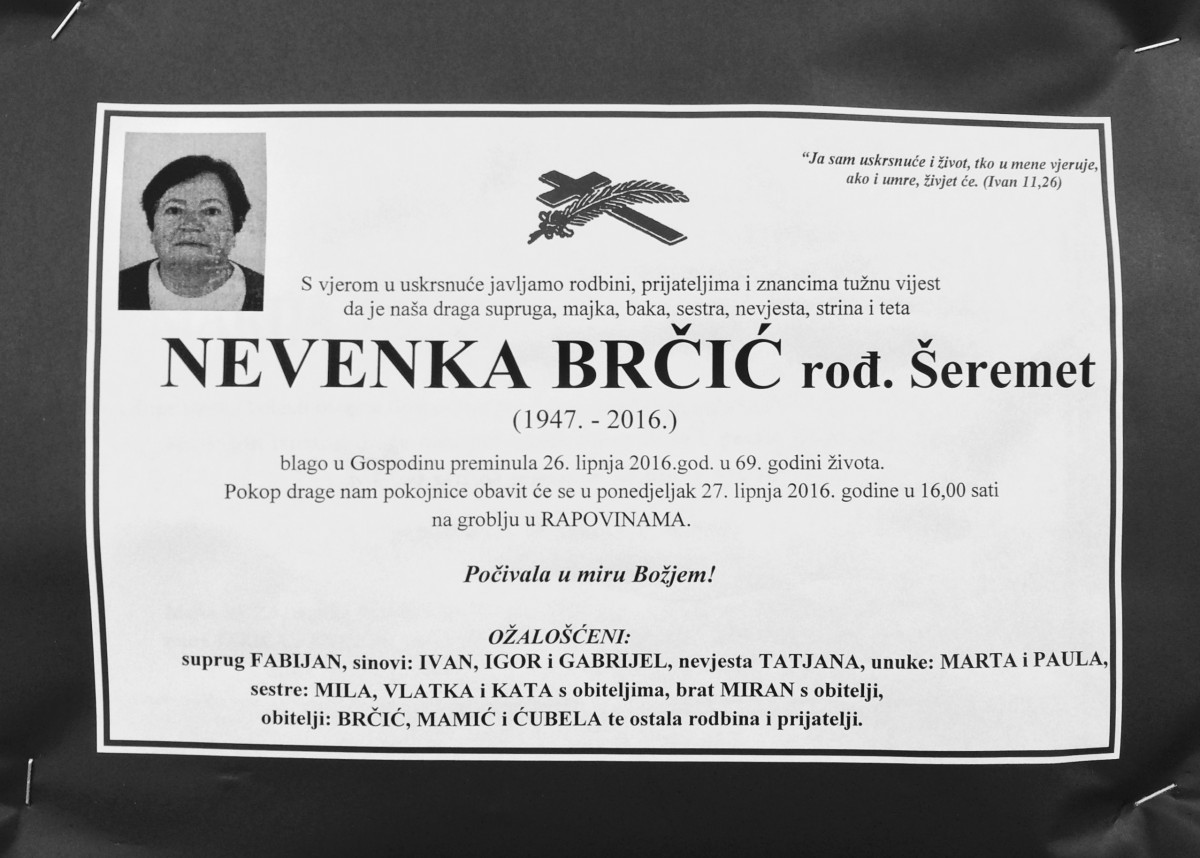 “Ja sam uskrsnuće i život, tko u mene vjeruje,
ako i umre, živjet će. (Ivan 11,26)
S vjerom u uskrsnuće javljamo rodbini, prijateljima i znancima tužnu vijest
da je naša draga supruga, majka, baka, sestra, nevjesta, strina i teta
NEVENKA BRČIĆ rođ. Šeremet
(1947. - 2016.)
blago u Gospodinu preminula 26. lipnja 2016.god. u 69. godini života.
Pokop drage nam pokojnice obavit će se u ponedjeljak 27. lipnja 2016. godine u 16,00 sati
na groblju u RAPOVINAMA.
Počivala u miru Božjem!
OŽALOŠĆENI:
suprug FABIJAN, sinovi: IVAN, IGOR i GABRIJEL, nevjesta TATJANA, unuke: MARTA i PAULA,
sestre: MILA, VLATKA i KATA s obiteljima, brat MIRAN s obitelji,
obitelji: BRČIĆ, MAMIĆ i ĆUBELA te ostala rodbina i prijatelji.